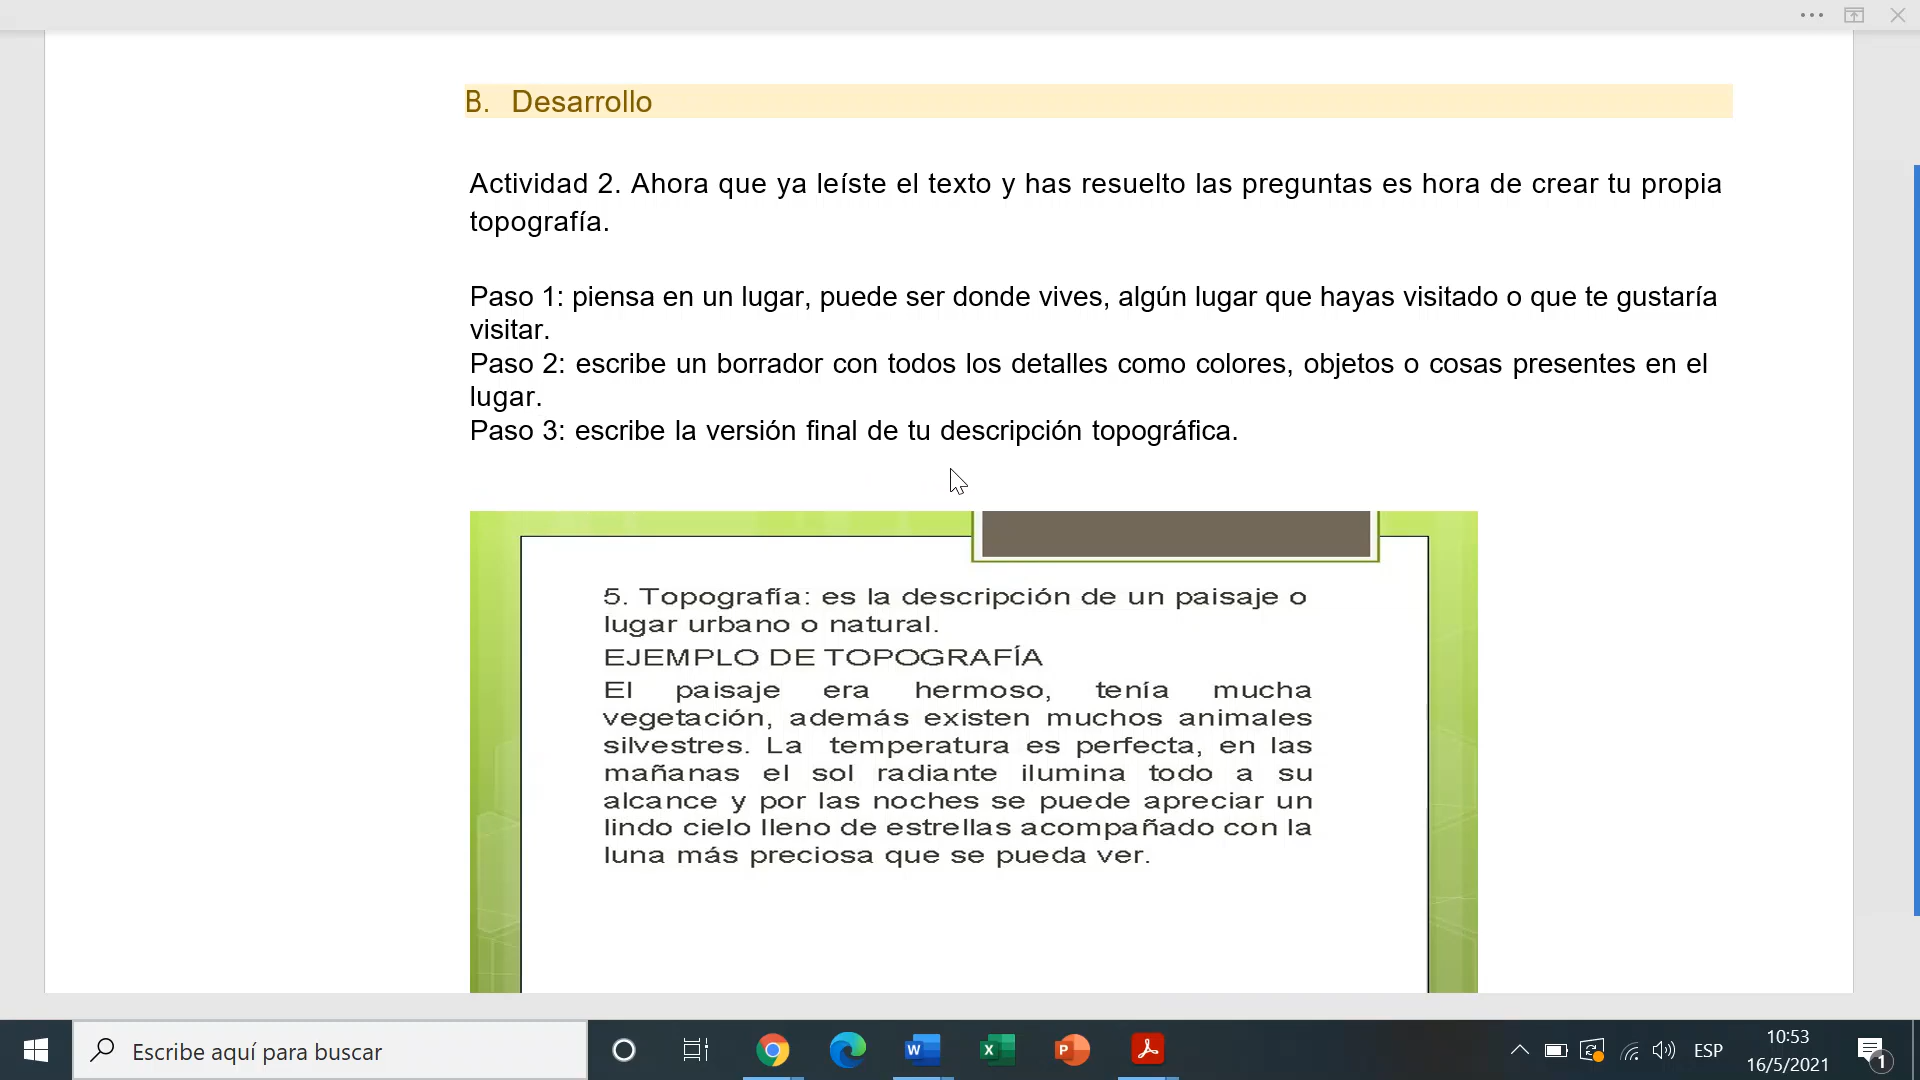 B. Desarrollo
Actividad 2. Ahora que ya leíste el texto y has resuelto las preguntas es hora de crear tu propia
topografía.
Paso 1: piensa en un lugar, puede ser donde vives, algún lugar que hayas visitado o que te gustaría
visitar.
Paso 2: escribe un borrador con todos los detalles como colores, objetos o cosas presentes en el
lugar.
Paso 3: escribe la versión final de tu descripción topográfica.
5. Topografía: es la descripción de un paisaje o
lugar urbano o natural.
EJEMPLO DE TOPOGRAFÍA
El paisaje era hermoso, tenía mucha
vegetación, además existen muchos animales
silvestres. La temperatura es perfecta, en las
mañanas el sol radiante ilumina todo a su
alcance y por las noches se puede apreciar un
lindo cielo lleno de estrellas acompañado con la
luna más preciosa que se pueda ver.
Escribe aquí para buscar
W
X
P
ESP
10:53
16/5/2021
1